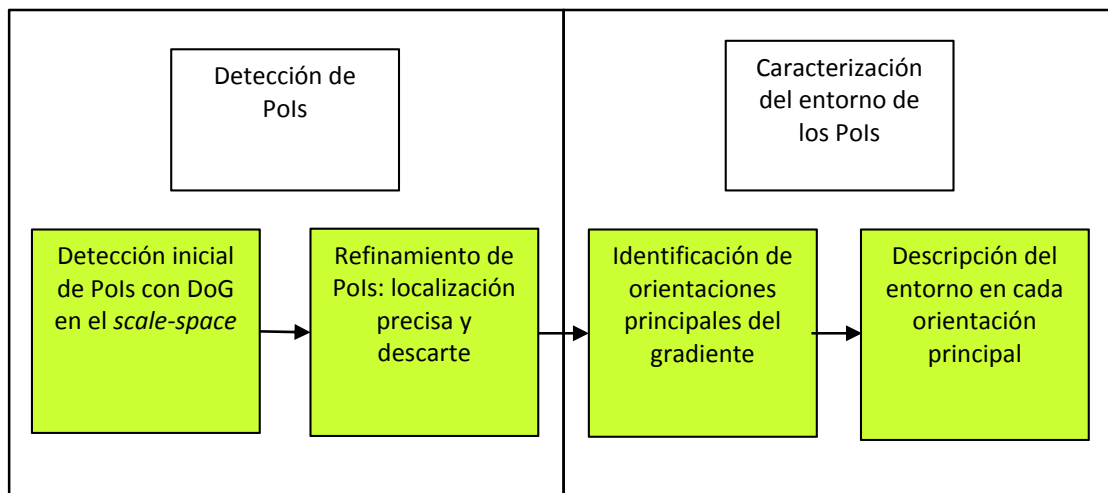 Detección de
PoIs
Caracterización
del entorno de
los PoIs
Detección inicial
de PoIs con DoG
en el scale-space
Refinamiento de
PoIs: localización
precisa y
descarte
Identificación de
orientaciones
principales del
gradiente
Descripción del
entorno en cada
orientación
principal